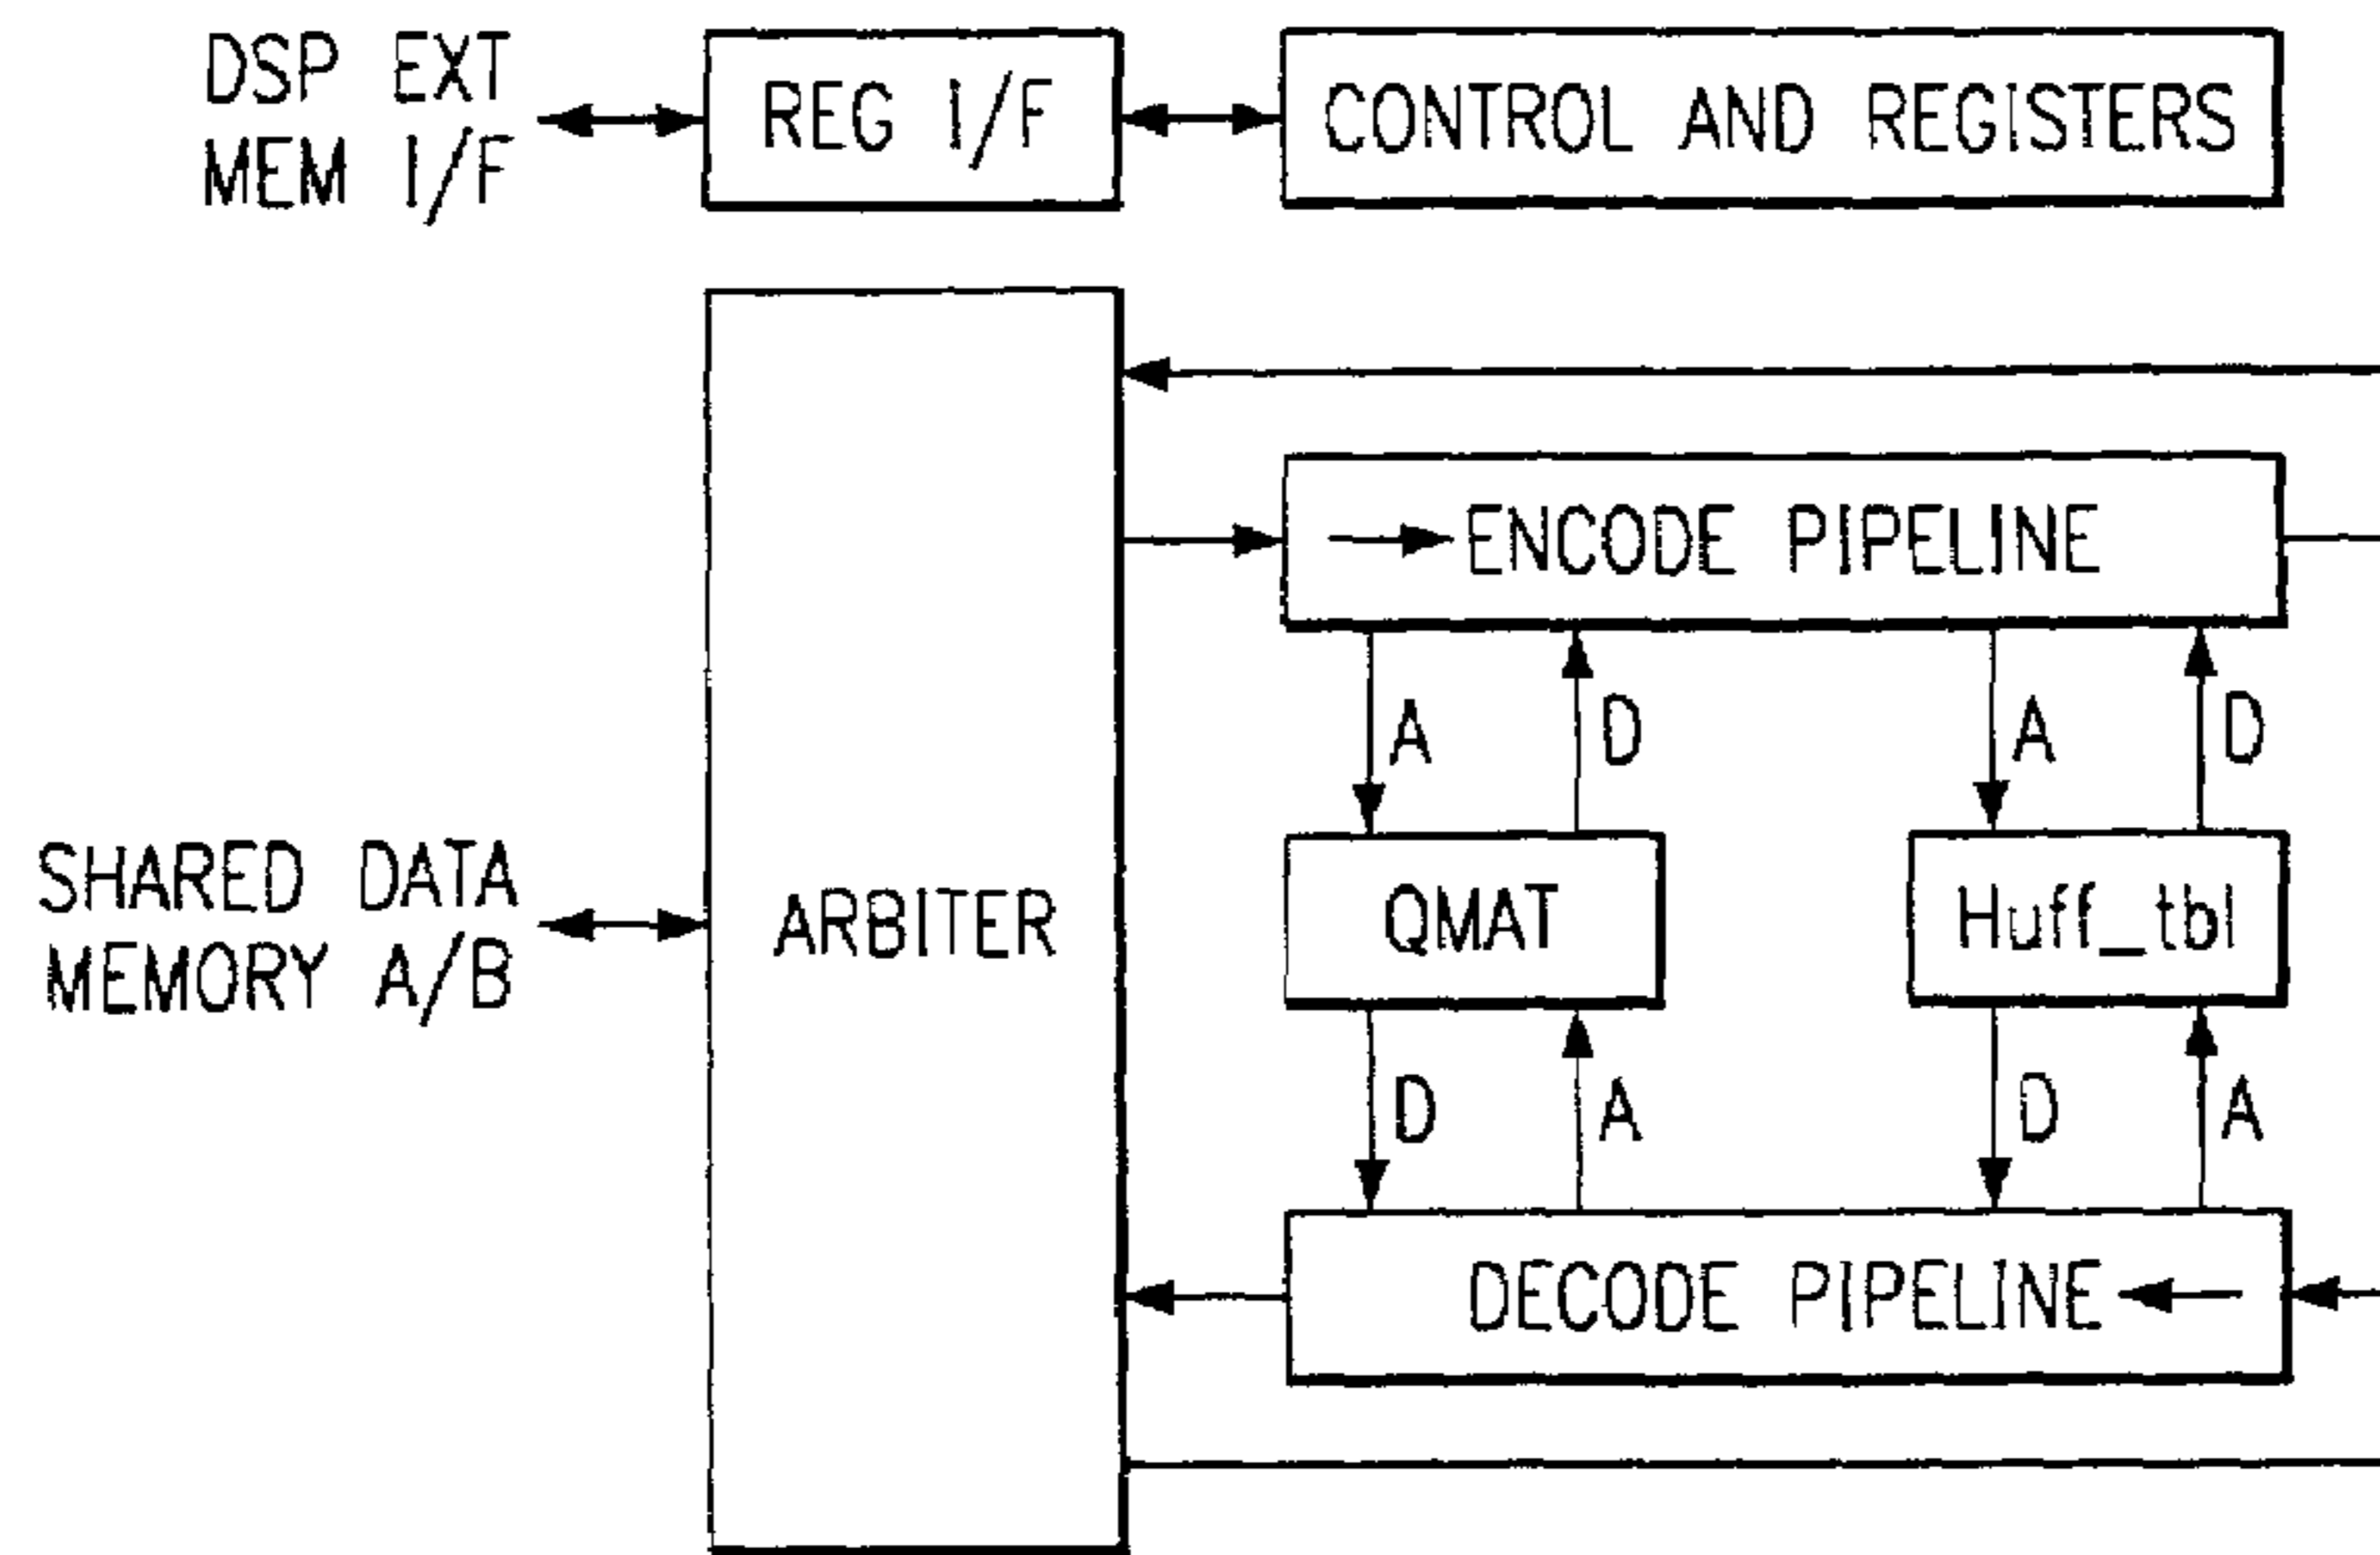 DSP EXT
MEM I/F
REG I/F
CONTROL AND REGISTERS
ENCODE PIPELINE
A
D
A
D
SHARED DATA
MEMORY A/B
ARBITER
QMAT
Huff_tbl
D
A
D
A
DECODE PIPELINE